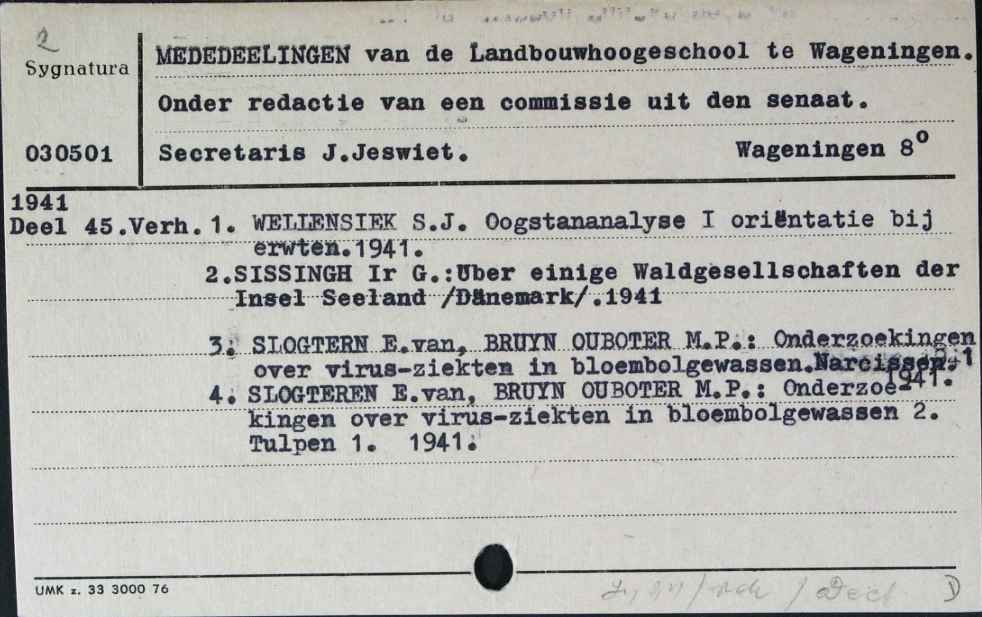 2
Sygnatura
MEDEDEELINGEN van de Landbouwhoogeschool te Wageningen.
Onder redactie van een commissie uit den senaat.
030501 Secretaris J.Jeswiet. Wageningen 8°
1941
Deel 45.Verh. 1. WELLENSIEK S.J. Oogstananalyse I oriëntatie bij
erwten.1941.
2.SISSINGH Ir G.:Uber einige Waldgesellschaften der
Insel Seeland /Dänemark/.1941
3. SLOGTERN E.van, BRUYN OUBOTER M.P.: Onderzoekingen
over virus-ziekten in bloembolgewassen.Narcissen. 1
1941.
4. SLOGTEREN E.van, BRUYN OUBOTER M.P.: Onderzoe-
kingen over virus-ziekten in bloembolgewassen 2.
Tulpen 1. 1941.
UMK z. 33 3000 76
D